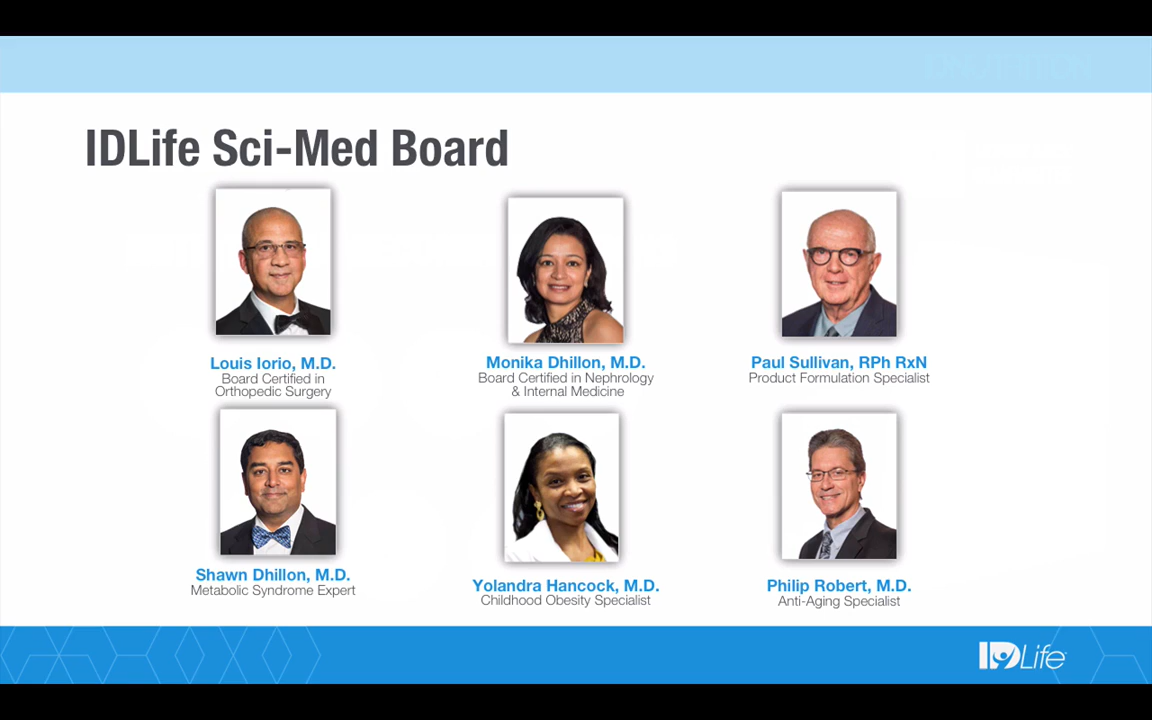 IDLife Sci-Med Board
Louis Iorio, M.D.
Board Certified in
Orthopedic Surgery
Monika Dhillon, M.D.
Board Certified in Nephrology
& Internal Medicine
Paul Sullivan, RPh RxN
Product Formulation Specialist
Shawn Dhillon, M.D.
Metabolic Syndrome Expert
Yolandra Hancock, M.D.
Childhood Obesity Specialist
Philip Robert, M.D.
Anti-Aging Specialist
IDLife